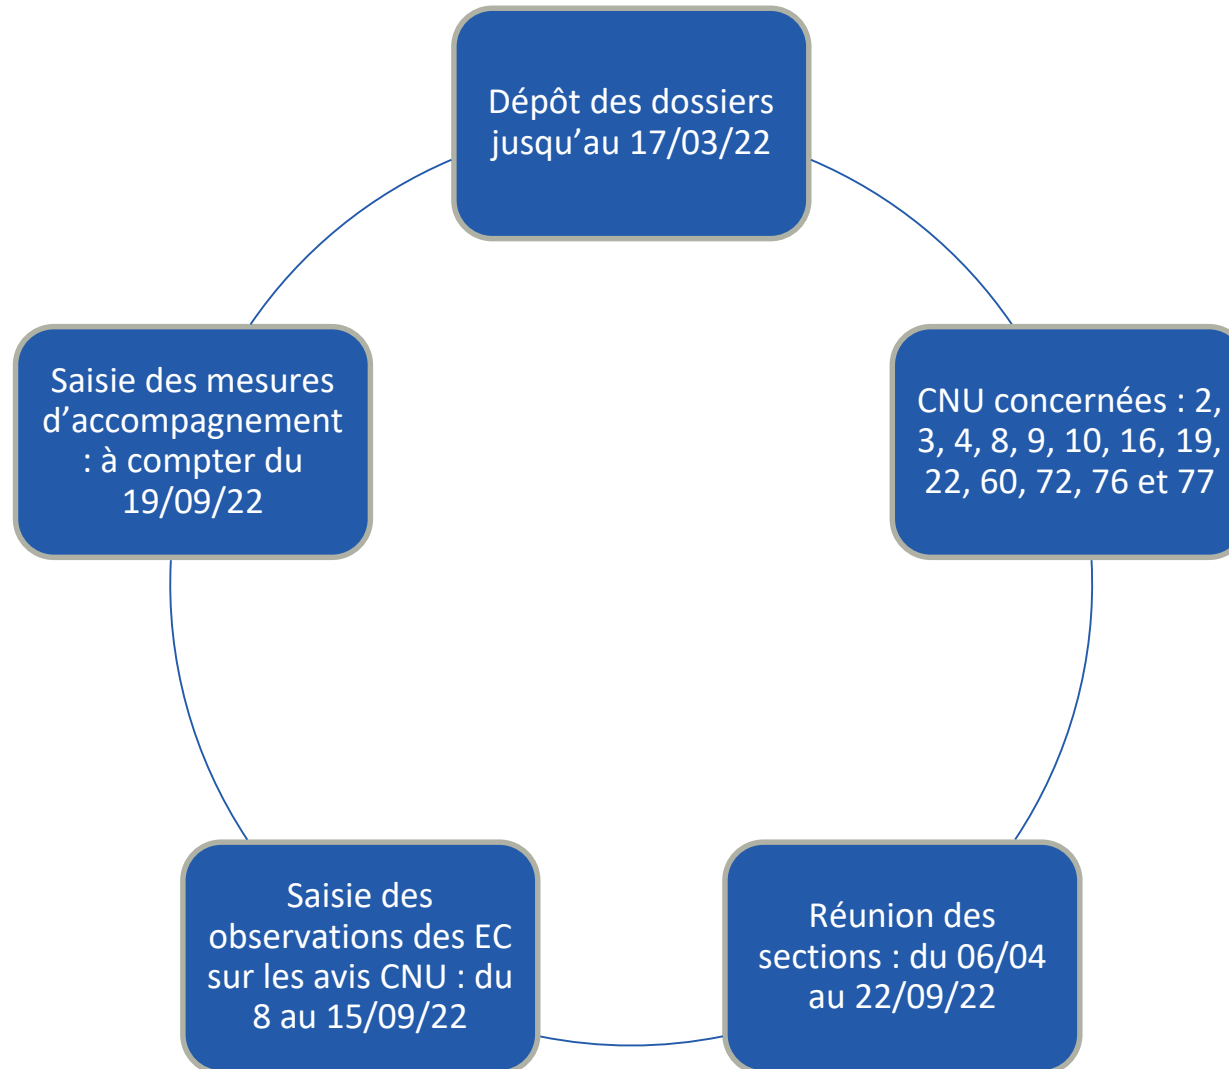 Dépôt des dossiers
jusqu’au 17/03/22
CNU concernées : 2,
3, 4, 8, 9, 10, 16, 19,
22, 60, 72, 76 et 77
Réunion des
sections : du 06/04
au 22/09/22
Saisie des
observations des EC
sur les avis CNU : du
8 au 15/09/22
Saisie des mesures
d’accompagnement
: à compter du
19/09/22